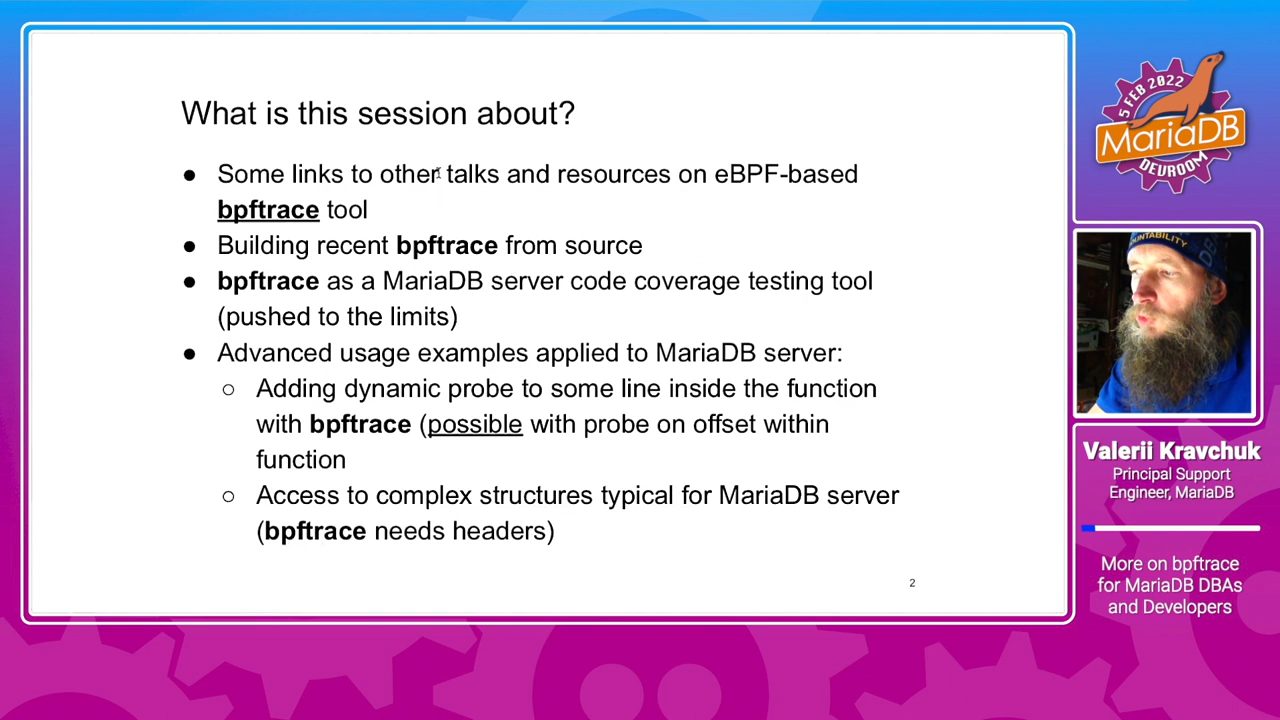 What is this session about?
● Some links to other talks and resources on eBPF-based
bpftrace tool
● Building recent bpftrace from source
● bpftrace as a MariaDB server code coverage testing tool
(pushed to the limits)
● Advanced usage examples applied to MariaDB server:
○ Adding dynamic probe to some line inside the function
with bpftrace (possible with probe on offset within
function
○ Access to complex structures typical for MariaDB server
(bpftrace needs headers)
2
5 FEB 2022
MariaDB
DEVROOM
OUNTABILITY
Valerii Kravchuk
Principal Support
Engineer, MariaDB
More on bpftrace
for MariaDB DBAs
and Developers